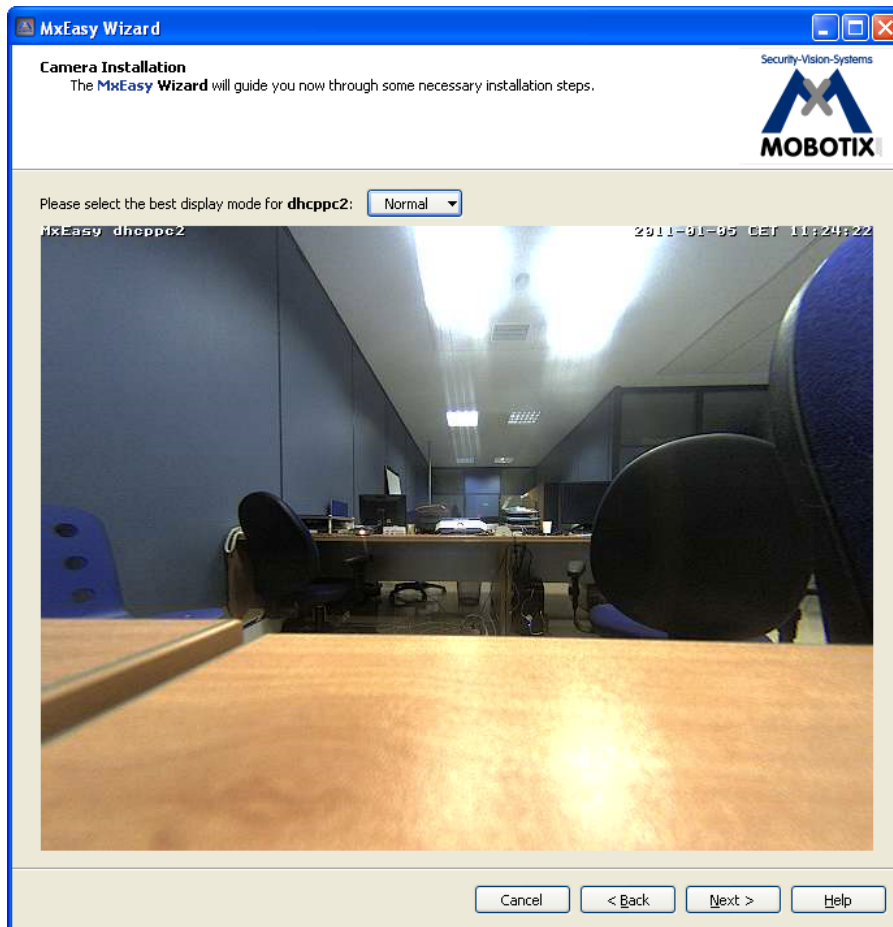 MxEasy Wizard
Camera Installation
The MxEasy Wizard will guide you now through some necessary installation steps.
Security-Vision-Systems
MOBOTIX
Please select the best display mode for dhcppc2: Normal
MxEasy dhcppc2 2011-01-05 CET 11:24:22
Cancel < Back Next > Help